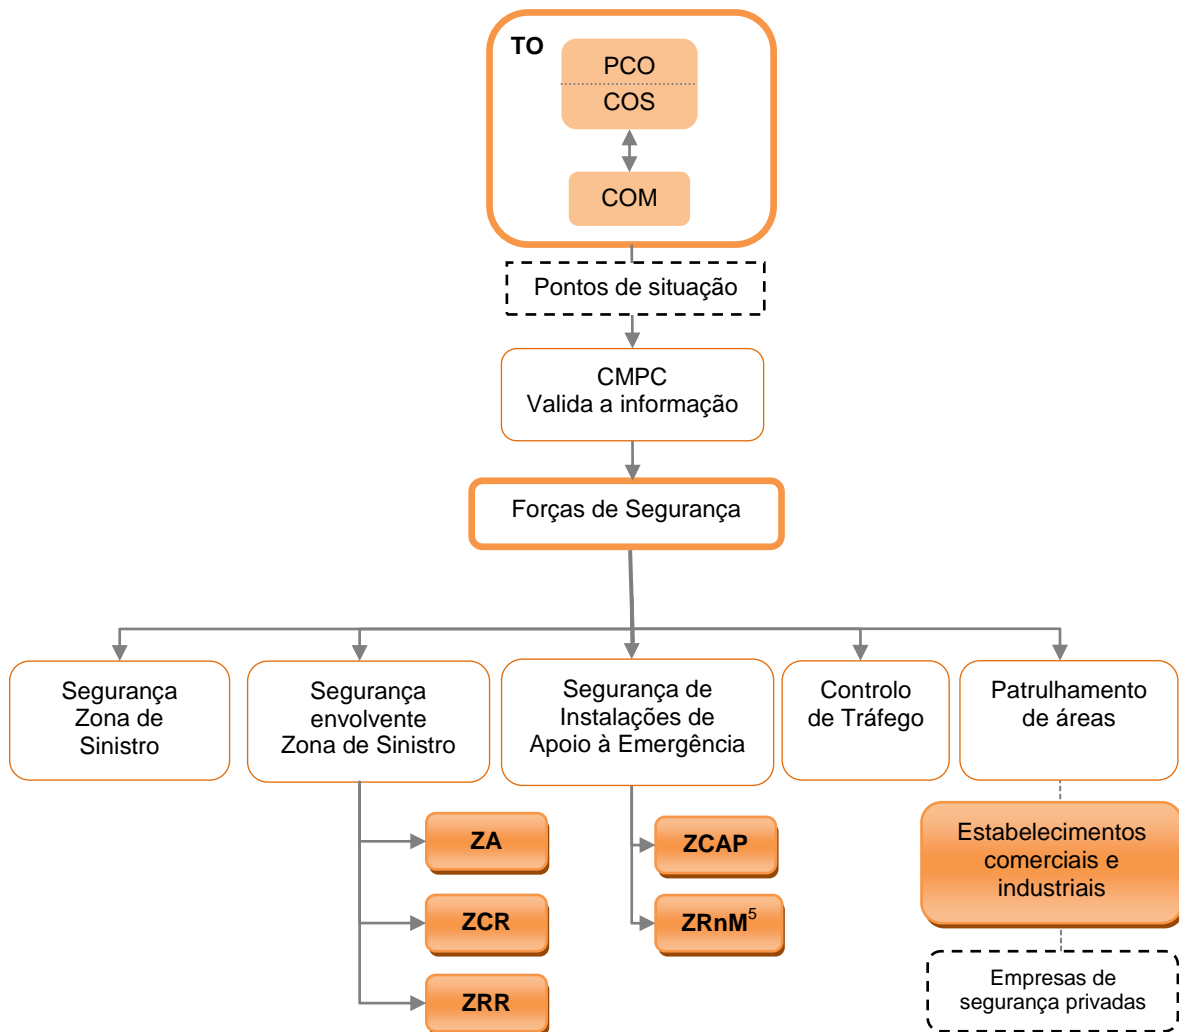 TO
PCO
COS
COM
Pontos de situação
CMPC
Valida a informação
Forças de Segurança
Segurança
Zona de
Sinistro
Segurança
envolvente
Zona de Sinistro
Segurança de
Instalações de
Apoio à Emergência
Controlo
de Tráfego
Patrulhamento
de áreas
ZA
ZCR
ZRR
ZCAP
ZRnM⁵
Estabelecimentos
comerciais e
industriais
Empresas de
segurança privadas